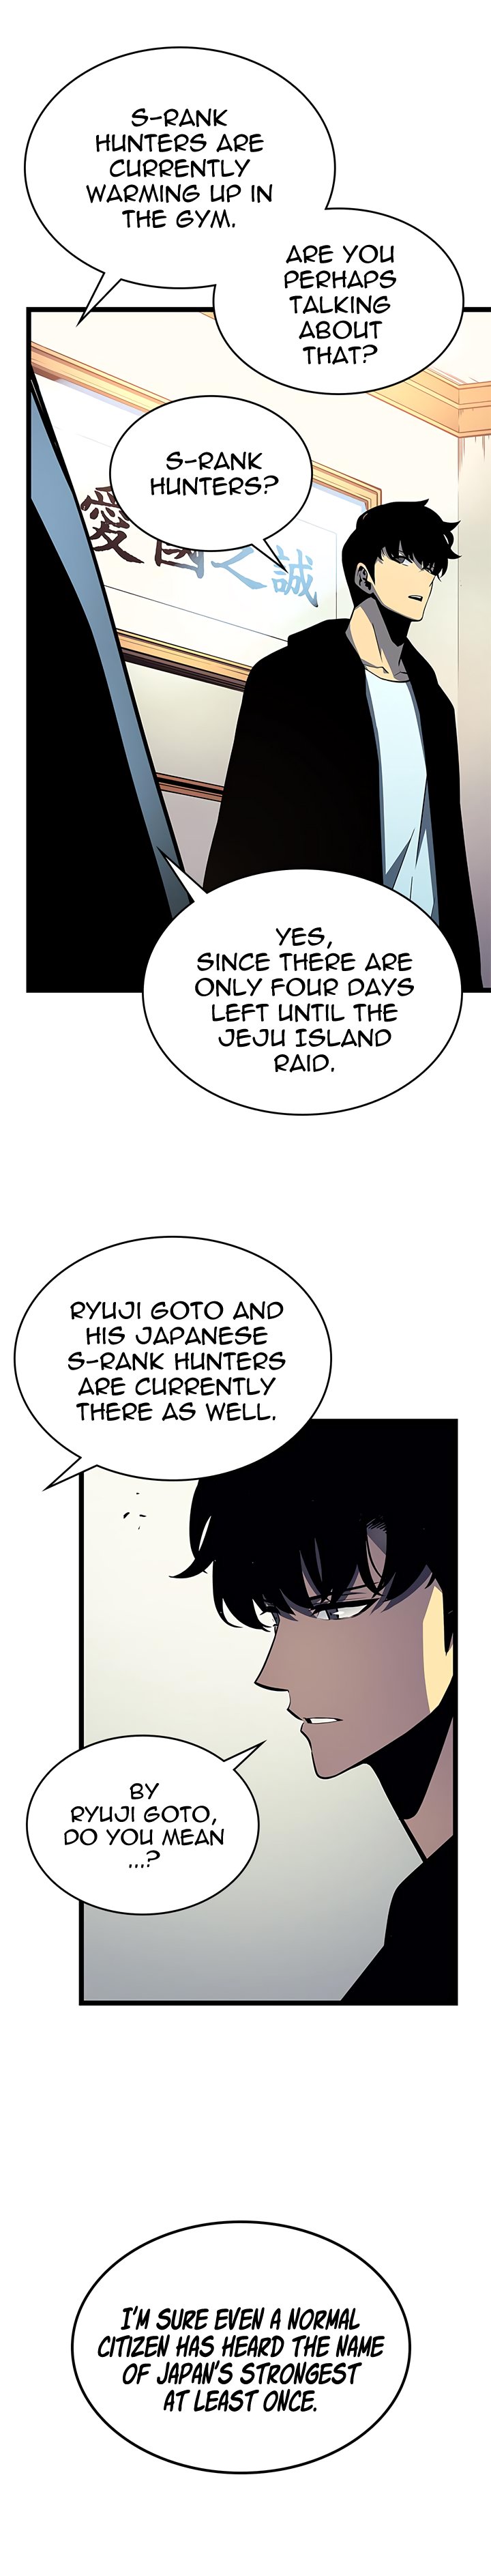 S-RANK
HUNTERS ARE
CURRENTLY
WARMING UP IN
THE GYM.
ARE YOU
PERHAPS
TALKING
ABOUT
THAT?
S-RANK
HUNTERS?
愛國之誠
YES,
SINCE THERE ARE
ONLY FOUR DAYS
LEFT UNTIL THE
JEJU ISLAND
RAID.
RYUJI GOTO AND
HIS JAPANESE
S-RANK HUNTERS
ARE CURRENTLY
THERE AS WELL.
BY
RYUJI GOTO,
DO YOU MEAN
...?
I'M SURE EVEN A NORMAL
CITIZEN HAS HEARD THE NAME
OF JAPAN'S STRONGEST
AT LEAST ONCE.